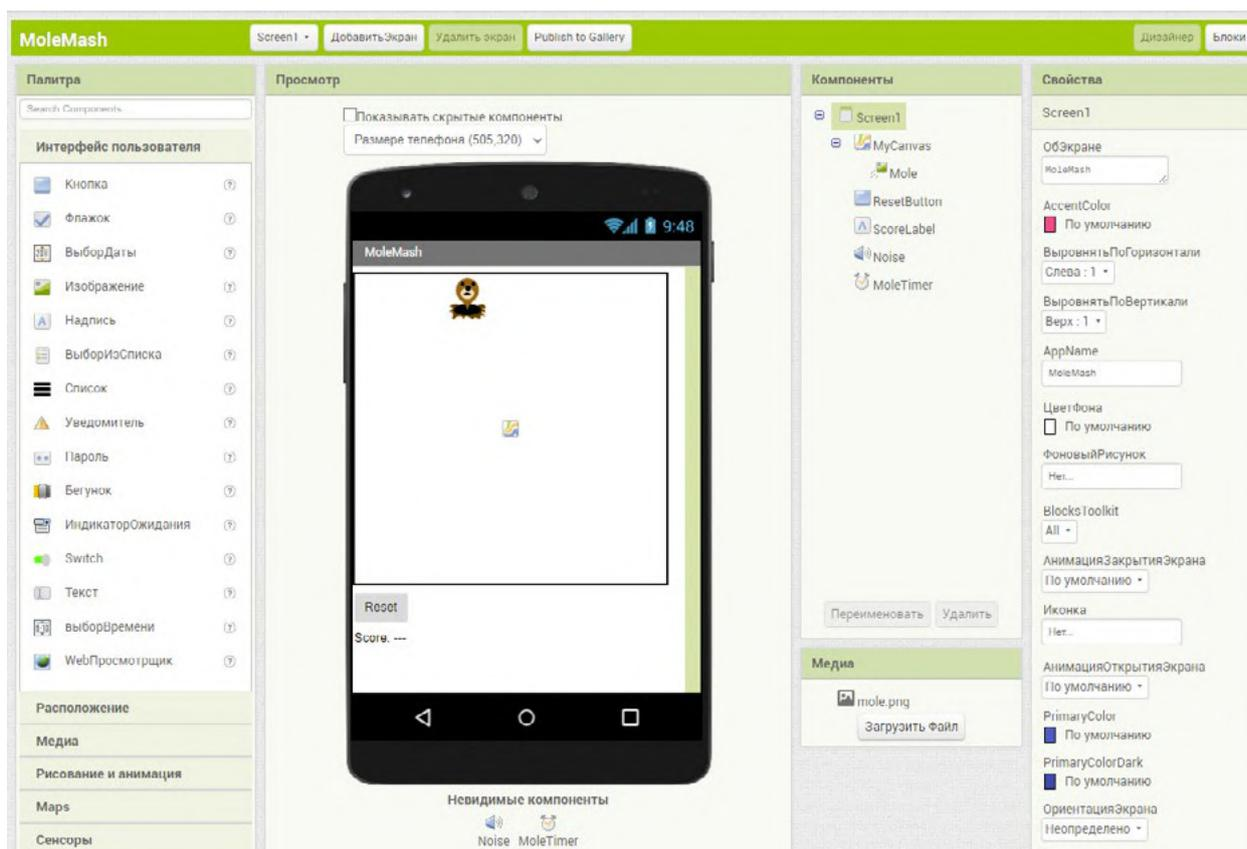 MoleMash
Screen1
ДобавитьЭкран
Удалить экран
Publish to Gallery
Дизайнер
Блоки
Палитра
Search Components...
Интерфейс пользователя
Кнопка
Флажок
ВыборДаты
Изображение
Надпись
ВыборИзСписка
Список
Уведомитель
Пароль
Бегунок
ИндикаторОжидания
Switch
Текст
выборВремени
WebПросмотрщик
Расположение
Медиа
Рисование и анимация
Maps
Сенсоры
Просмотр
Показывать скрытые компоненты
Размере телефона (505,320)
9:48
MoleMash
Reset
Score: ---
Невидимые компоненты
Noise MoleTimer
Компоненты
Screen1
MyCanvas
Mole
ResetButton
ScoreLabel
Noise
MoleTimer
Переименовать
Удалить
Медиа
mole.png
Загрузить файл
Свойства
Screen1
ОбЭкране
MoleMash
AccentColor
По умолчанию
ВыровнятьПоГоризонтали
Слева : 1
ВыровнятьПоВертикали
Верх : 1
AppName
MoleMash
ЦветФона
По умолчанию
ФоновыйРисунок
Нет...
BlocksToolkit
All
АнимацияЗакрытияЭкрана
По умолчанию
Иконка
Нет...
АнимацияОткрытияЭкрана
По умолчанию
PrimaryColor
По умолчанию
PrimaryColorDark
По умолчанию
ОриентацияЭкрана
Неопределено